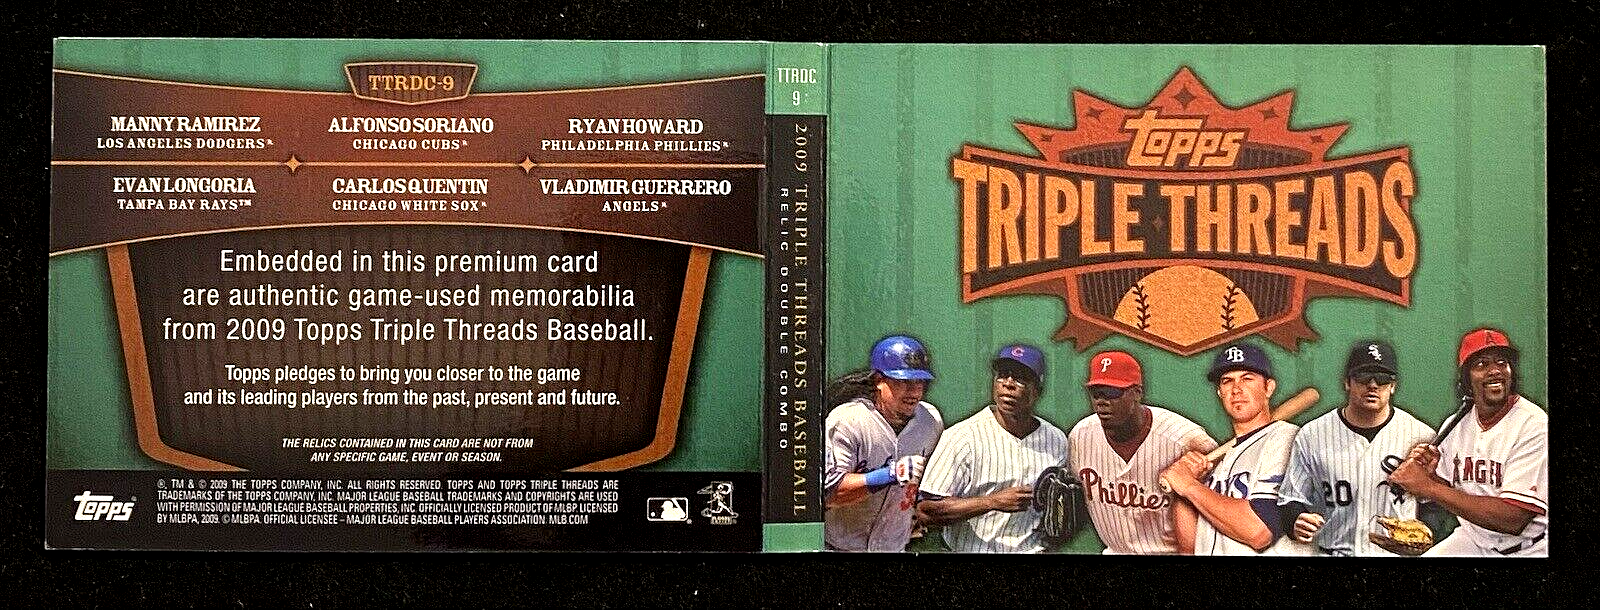 TTRDC-9
MANNY RAMIREZ
LOS ANGELES DODGERS®
ALFONSO SORIANO
CHICAGO CUBS®
RYAN HOWARD
PHILADELPHIA PHILLIES®
EVAN LONGORIA
TAMPA BAY RAYS™
CARLOS QUENTIN
CHICAGO WHITE SOX®
VLADIMIR GUERRERO
ANGELS®
Embedded in this premium card
are authentic game-used memorabilia
from 2009 Topps Triple Threads Baseball.
Topps pledges to bring you closer to the game
and its leading players from the past, present and future.
THE RELICS CONTAINED IN THIS CARD ARE NOT FROM
ANY SPECIFIC GAME, EVENT OR SEASON.
Topps
®, TM & © 2009 THE TOPPS COMPANY, INC. ALL RIGHTS RESERVED. TOPPS AND TOPPS TRIPLE THREADS ARE
TRADEMARKS OF THE TOPPS COMPANY, INC. MAJOR LEAGUE BASEBALL TRADEMARKS AND COPYRIGHTS ARE USED
WITH PERMISSION OF MAJOR LEAGUE BASEBALL PROPERTIES, INC. OFFICIALLY LICENSED PRODUCT OF MLBP. LICENSED
BY MLBPA, 2009. © MLBPA. OFFICIAL LICENSEE – MAJOR LEAGUE BASEBALL PLAYERS ASSOCIATION. MLB.COM
TTRDC
9
2009 TRIPLE THREADS BASEBALL
RELIC DOUBLE COMBO
Topps
TRIPLE THREADS
C
P
TB
Sox
A
Phillies
RAYS
Sox
20
ANGEL